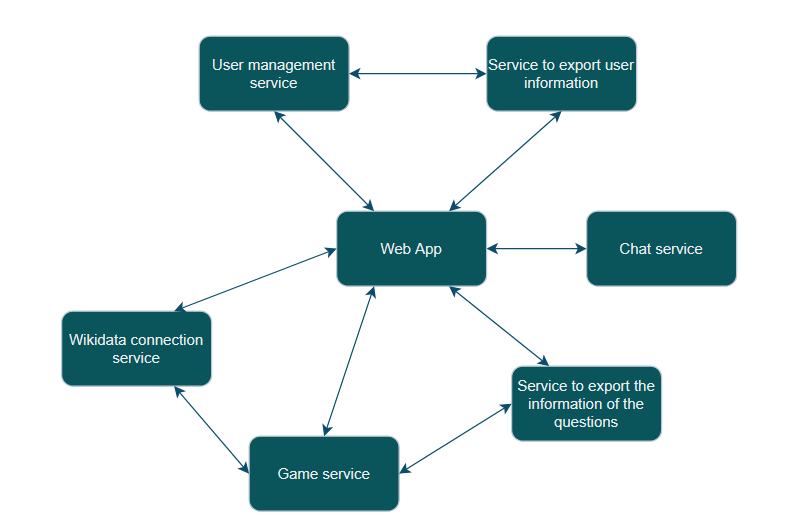 User management
service
Service to export user
information
Web App
Chat service
Wikidata connection
service
Service to export the
information of the
questions
Game service